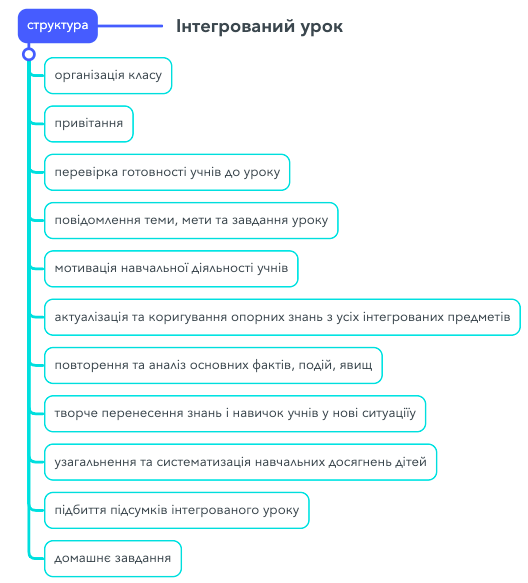 структура
Інтегрований урок
організація класу
привітання
перевірка готовності учнів до уроку
повідомлення теми, мети та завдання уроку
мотивація навчальної діяльності учнів
актуалізація та коригування опорних знань з усіх інтегрованих предметів
повторення та аналіз основних фактів, подій, явищ
творче перенесення знань і навичок учнів у нові ситуаціїу
узагальнення та систематизація навчальних досягнень дітей
підбиття підсумків інтегрованого уроку
домашнє завдання